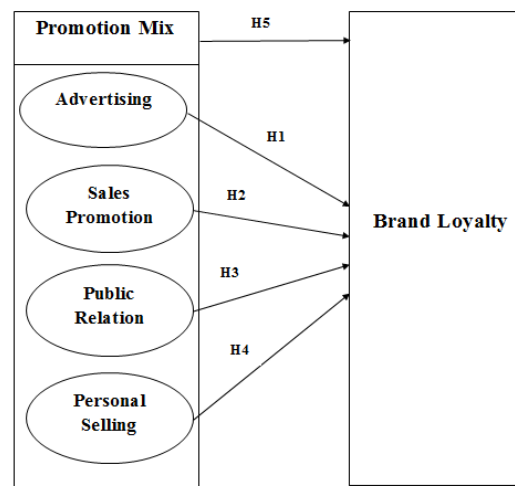 Promotion Mix
H5
Advertising
H1
Sales
Promotion
H2
Brand Loyalty
Public
Relation
H3
H4
Personal
Selling